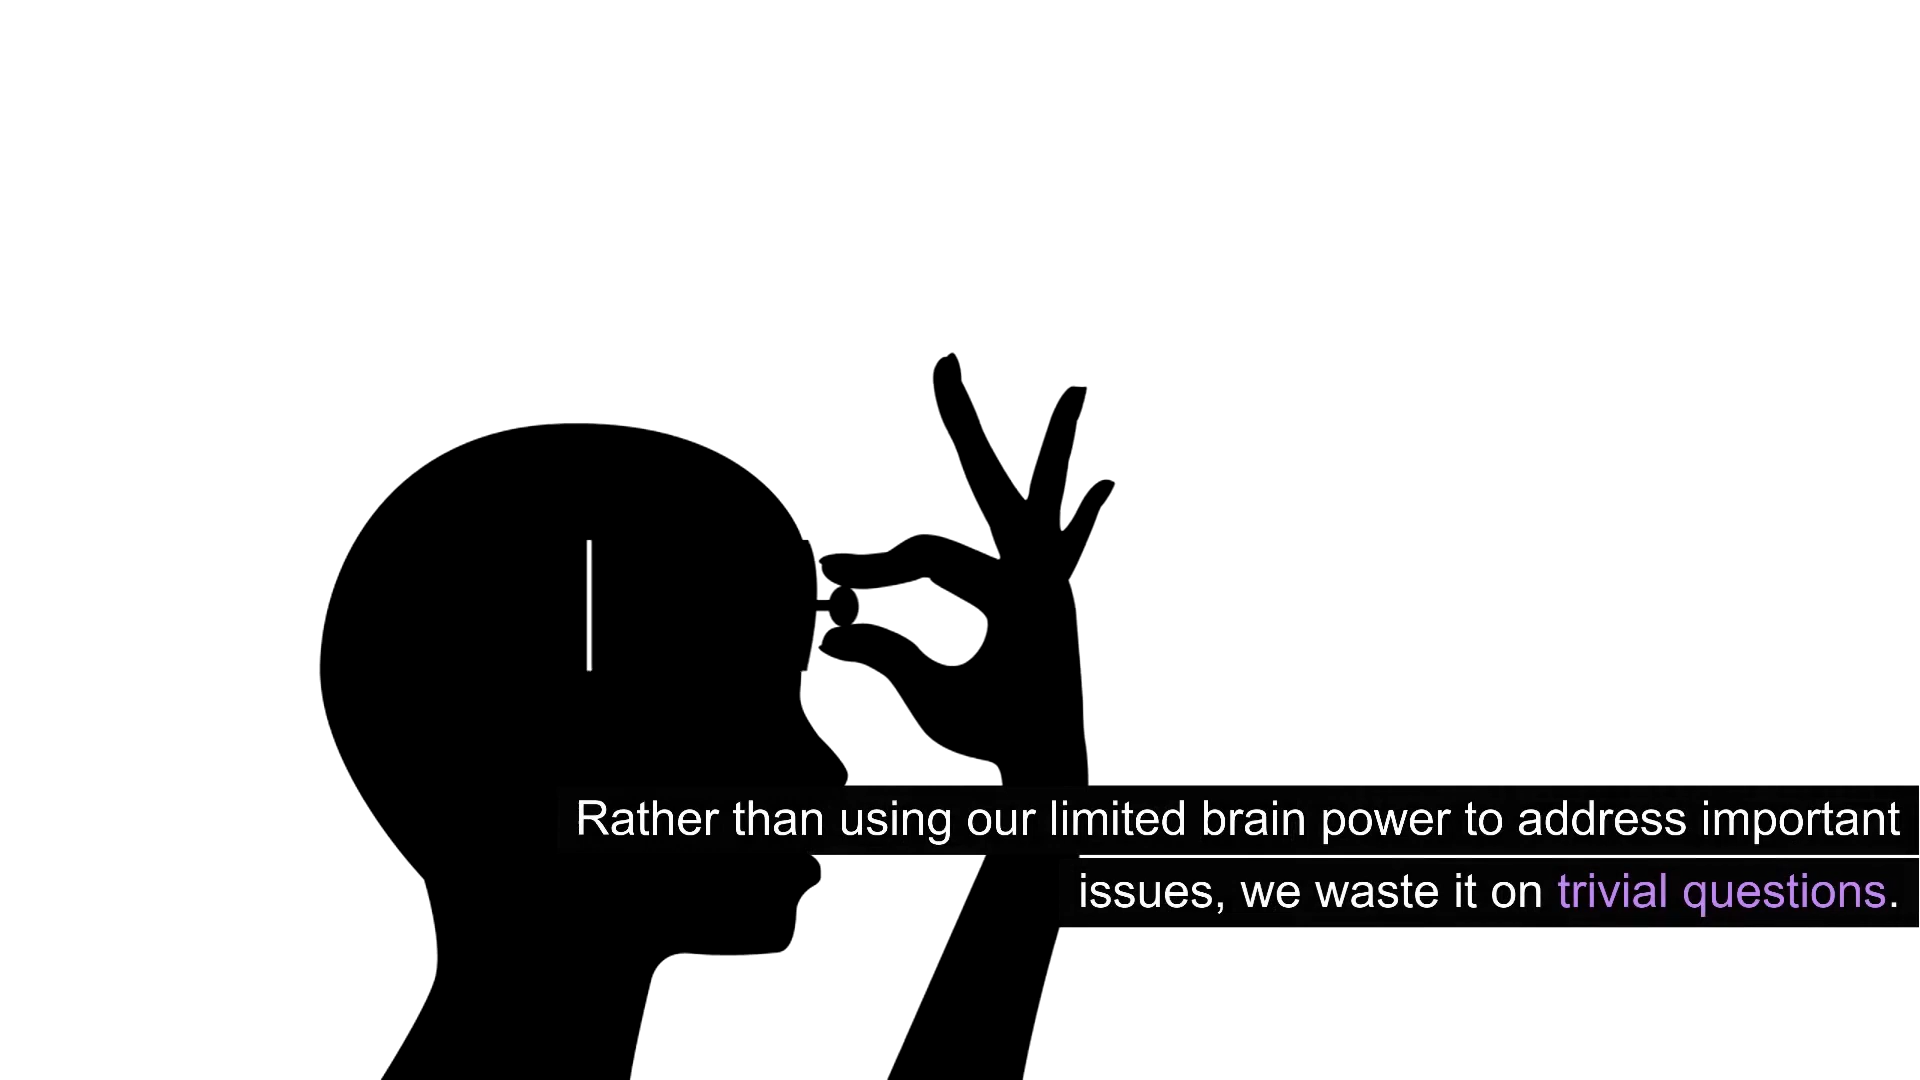 Rather than using our limited brain power to address important
issues, we waste it on trivial questions.